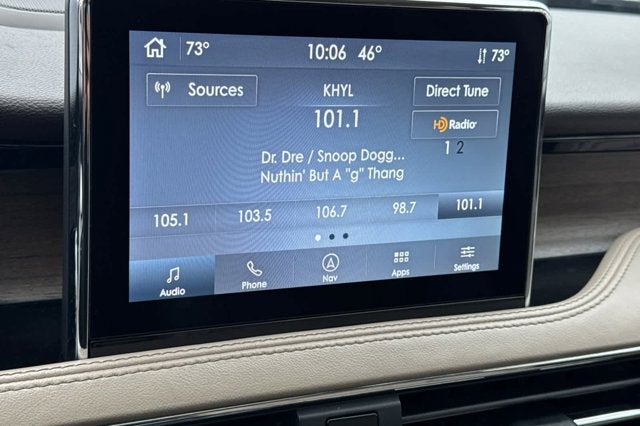 73° 10:06 46° 73°
Sources KHYL Direct Tune
101.1 HD Radio
1 2
Dr. Dre / Snoop Dogg...
Nuthin' But A "g" Thang
105.1 103.5 106.7 98.7 101.1
Audio Phone Nav Apps Settings